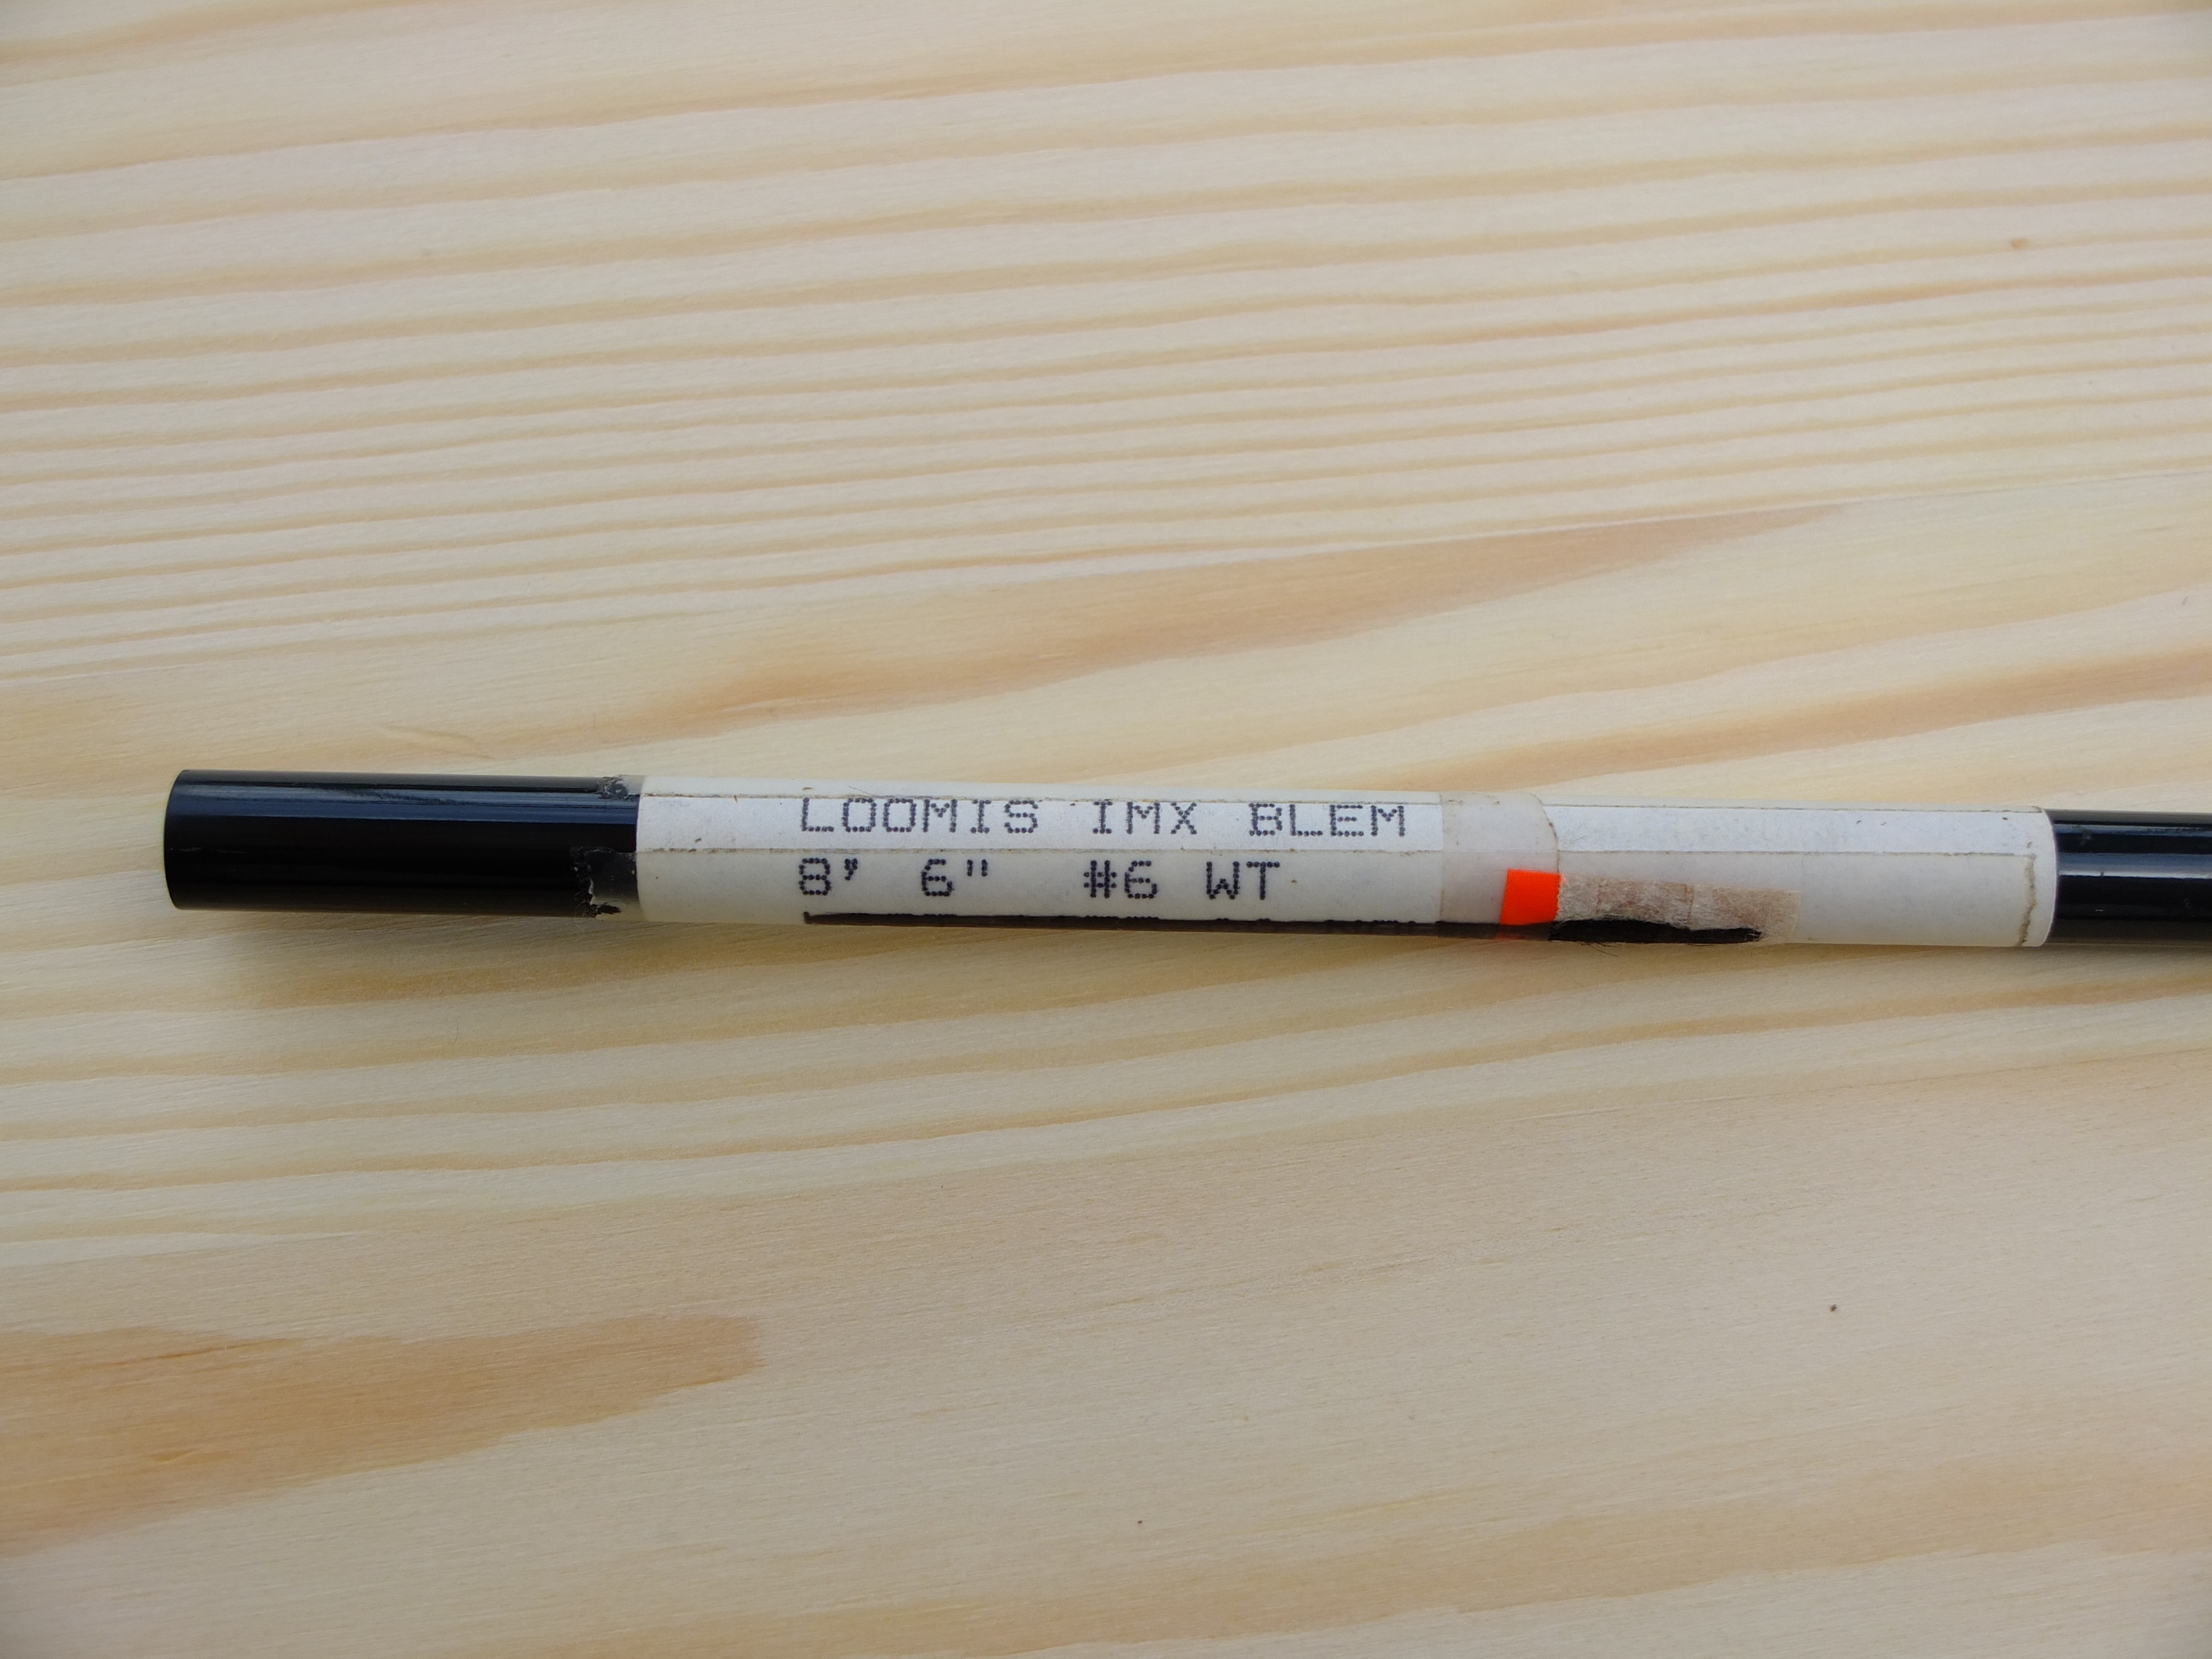 LOOMIS IMX BLEM
8' 6" #6 WT